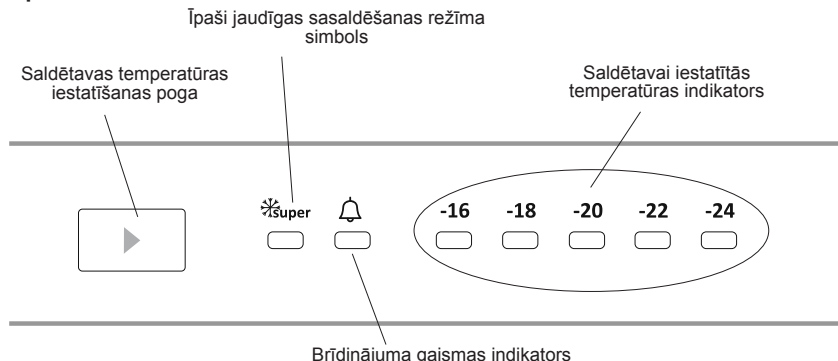 Īpaši jaudīgas sasaldēšanas režīma
simbols
Saldētavas temperatūras
iestatīšanas poga
Saldētavai iestatītās
temperatūras indikators
super
-16 -18 -20 -22 -24
Brīdinājuma gaismas indikators